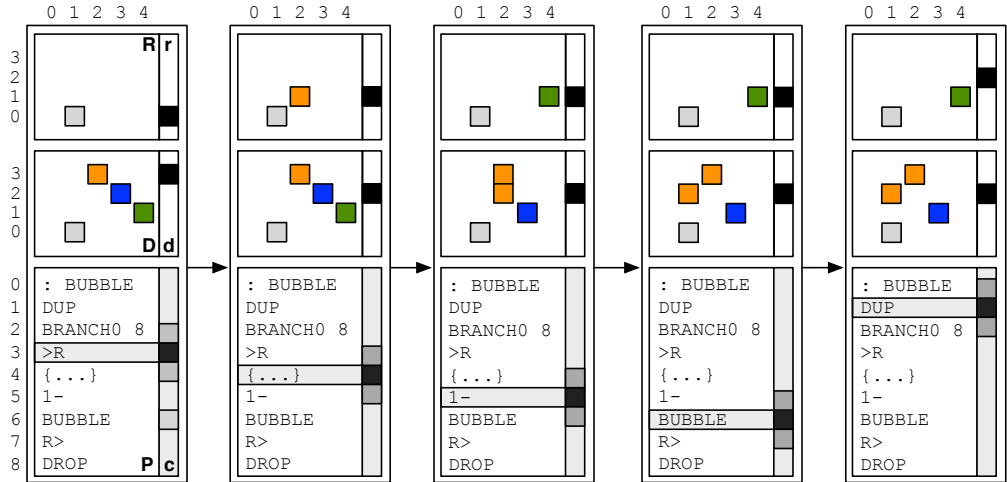 0 1 2 3 4
0 1 2 3 4
0 1 2 3 4
0 1 2 3 4
0 1 2 3 4
R r
3
2
1
0
3
2
1
0
D d
0
1
2
3
4
5
6
7
8
: BUBBLE
DUP
BRANCH0 8
>R
{...}
1-
BUBBLE
R>
DROP
P c
: BUBBLE
DUP
BRANCH0 8
>R
{...}
1-
BUBBLE
R>
DROP
: BUBBLE
DUP
BRANCH0 8
>R
{...}
1-
BUBBLE
R>
DROP
: BUBBLE
DUP
BRANCH0 8
>R
{...}
1-
BUBBLE
R>
DROP
: BUBBLE
DUP
BRANCH0 8
>R
{...}
1-
BUBBLE
R>
DROP